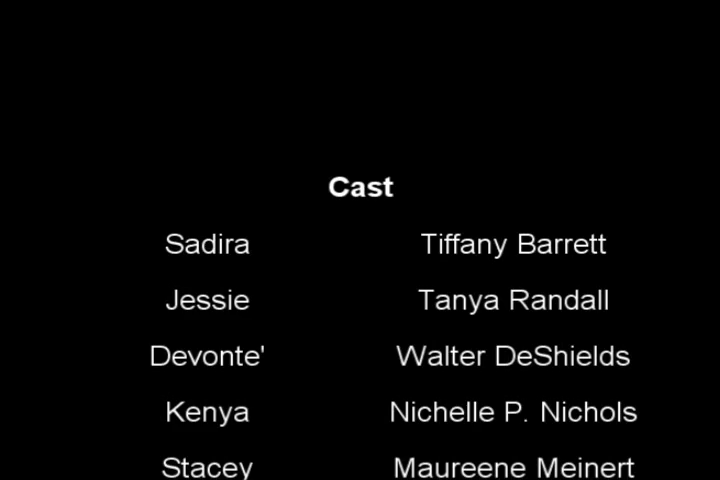 Cast
Sadira Tiffany Barrett
Jessie Tanya Randall
Devonte' Walter DeShields
Kenya Nichelle P. Nichols
Stacey Maureene Meinert